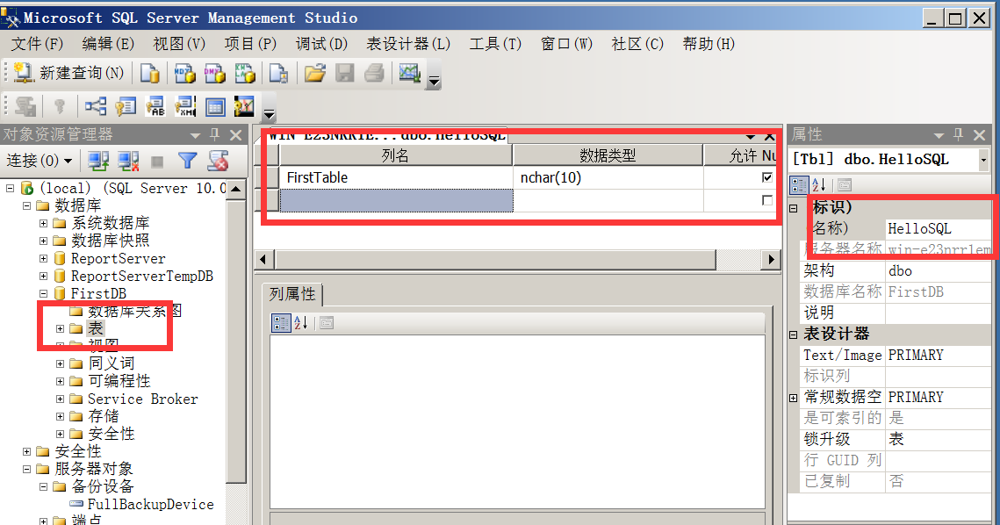 Microsoft SQL Server Management Studio
文件(F) 编辑(E) 视图(V) 项目(P) 调试(D) 表设计器(L) 工具(T) 窗口(W) 社区(C) 帮助(H)
新建查询(N)
对象资源管理器
连接(O)
(local) (SQL Server 10.0
数据库
系统数据库
数据库快照
ReportServer
ReportServerTempDB
FirstDB
数据库关系图
表
视图
同义词
可编程性
Service Broker
存储
安全性
安全性
服务器对象
备份设备
FullBackupDevice
端点
WIN-E23NRRLE...dbo.HelloSQL
列名 数据类型 允许 Nu
FirstTable nchar(10)
列属性
属性
[Tbl] dbo.HelloSQL
标识)
名称) HelloSQL
服务器名称 win-e23nrrlem
架构 dbo
数据库名称 FirstDB
说明
表设计器
Text/Image PRIMARY
标识列
常规数据空 PRIMARY
是可索引的 是
锁升级 表
行 GUID 列
已复制 否